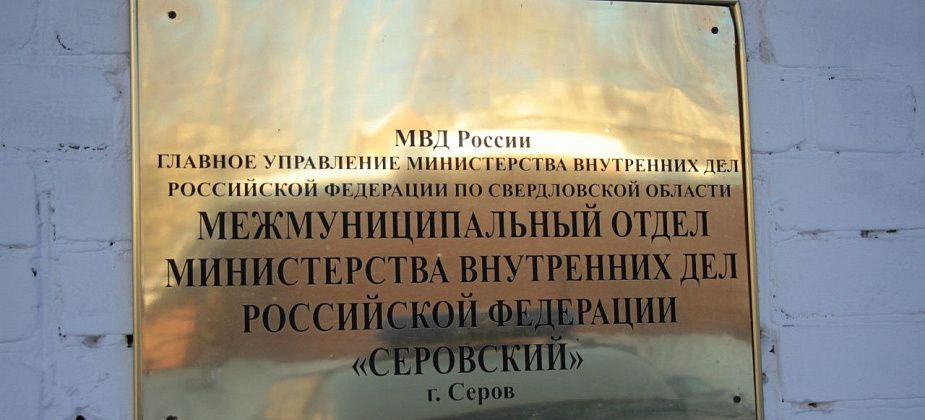 МВД России
ГЛАВНОЕ УПРАВЛЕНИЕ МИНИСТЕРСТВА ВНУТРЕННИХ ДЕЛ
РОССИЙСКОЙ ФЕДЕРАЦИИ ПО СВЕРДЛОВСКОЙ ОБЛАСТИ
МЕЖМУНИЦИПАЛЬНЫЙ ОТДЕЛ
МИНИСТЕРСТВА ВНУТРЕННИХ ДЕЛ
РОССИЙСКОЙ ФЕДЕРАЦИИ
«СЕРОВСКИЙ»
г. Серов